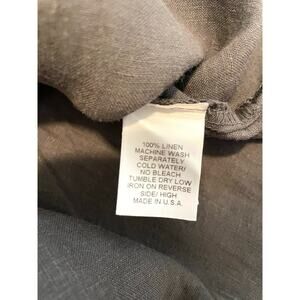 100% LINEN
MACHINE WASH
SEPARATELY
COLD WATER/
NO BLEACH
TUMBLE DRY LOW
IRON ON REVERSE
SIDE/ HIGH
MADE IN U.S.A.